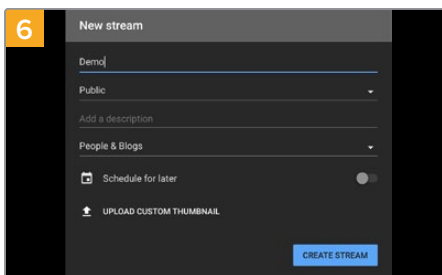 6
New stream
Demo
Public
Add a description
People & Blogs
Schedule for later
UPLOAD CUSTOM THUMBNAIL
CREATE STREAM